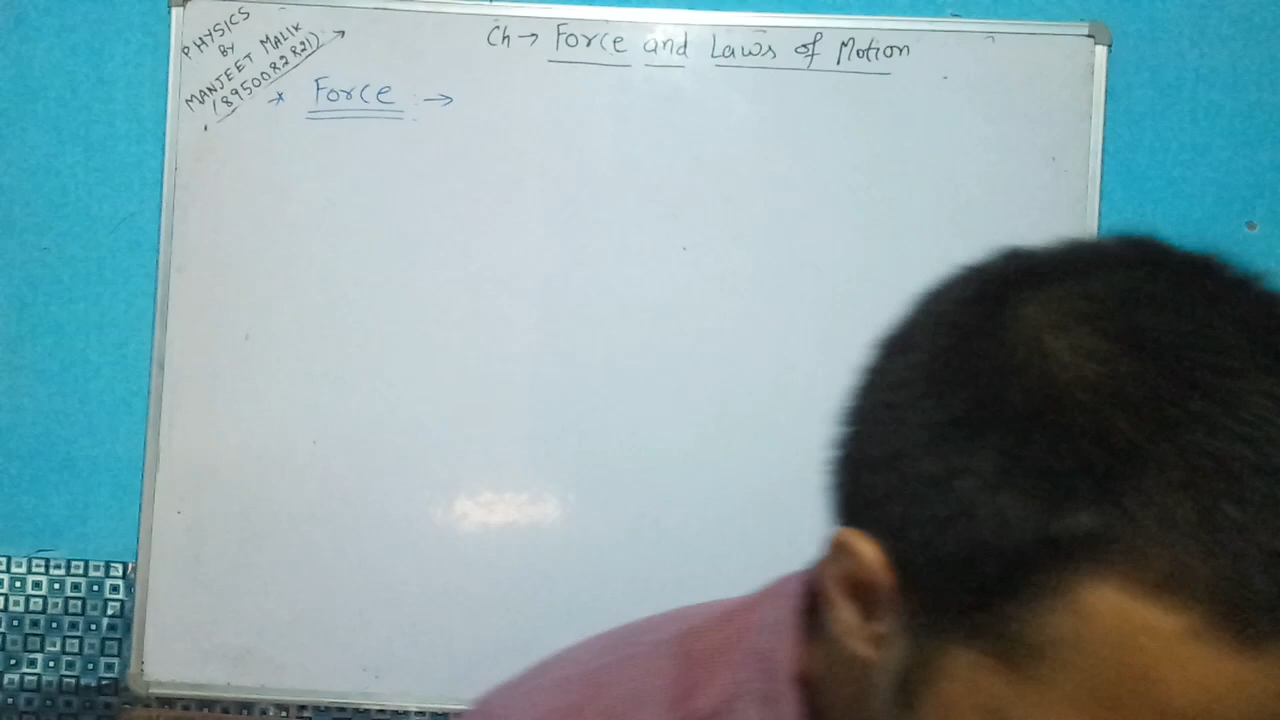 PHYSICS
By
MANJEET MALIK
(8950082821)
Ch → Force and Laws of Motion
* Force →